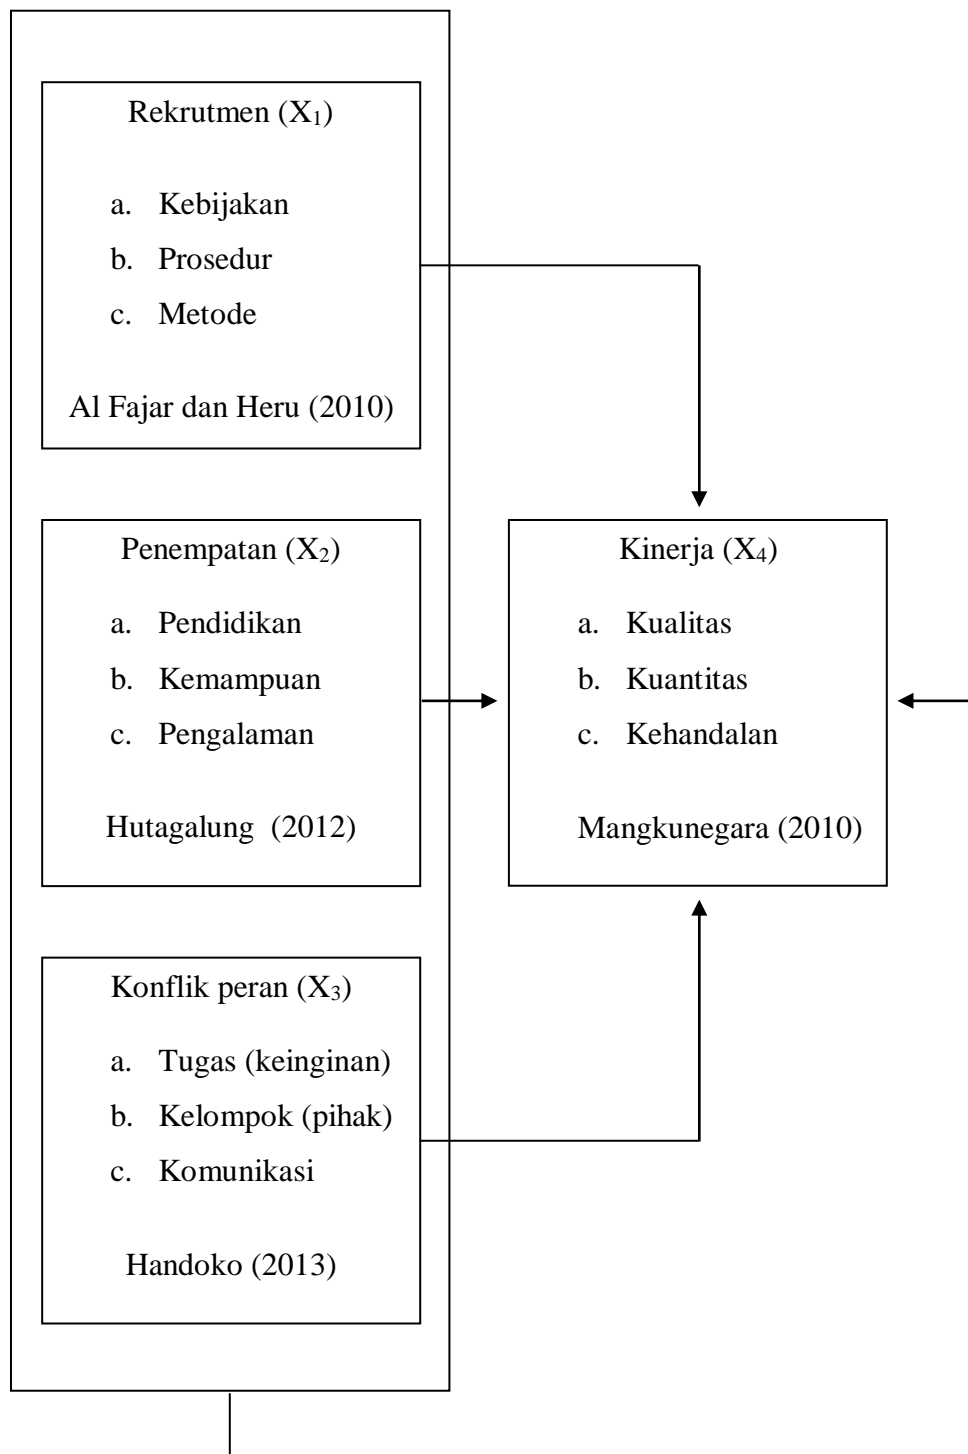 Rekrutmen (X₁)
a. Kebijakan
b. Prosedur
c. Metode
Al Fajar dan Heru (2010)
Penempatan (X₂)
a. Pendidikan
b. Kemampuan
c. Pengalaman
Hutagalung (2012)
Konflik peran (X₃)
a. Tugas (keinginan)
b. Kelompok (pihak)
c. Komunikasi
Handoko (2013)
Kinerja (X₄)
a. Kualitas
b. Kuantitas
c. Kehandalan
Mangkunegara (2010)